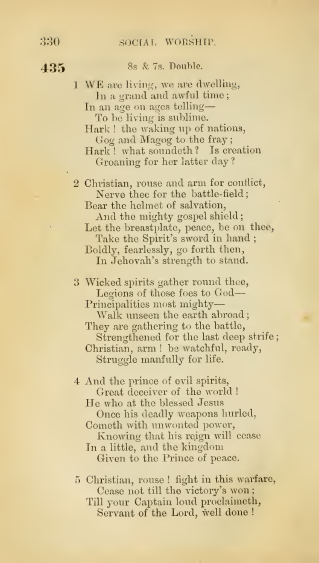 330 SOCIAL WORSHIP.
435 8s & 7s. Double.
1 WE are living, we are dwelling,
In a grand and awful time;
In an age on ages telling—
To be living is sublime.
Hark! the waking up of nations,
Gog and Magog to the fray;
Hark! what soundeth? Is creation
Groaning for her latter day?
2 Christian, rouse and arm for conflict,
Nerve thee for the battle-field;
Bear the helmet of salvation,
And the mighty gospel shield;
Let the breastplate, peace, be on thee,
Take the Spirit's sword in hand;
Boldly, fearlessly, go forth then,
In Jehovah's strength to stand.
3 Wicked spirits gather round thee,
Legions of those foes to God—
Principalities most mighty—
Walk unseen the earth abroad;
They are gathering to the battle,
Strengthened for the last deep strife;
Christian, arm! be watchful, ready,
Struggle manfully for life.
4 And the prince of evil spirits,
Great deceiver of the world!
He who at the blessed Jesus
Once his deadly weapons hurled,
Cometh with unwonted power,
Knowing that his reign will cease
In a little, and the kingdom
Given to the Prince of peace.
5 Christian, rouse! fight in this warfare,
Cease not till the victory's won;
Till your Captain loud proclaimeth,
Servant of the Lord, well done!